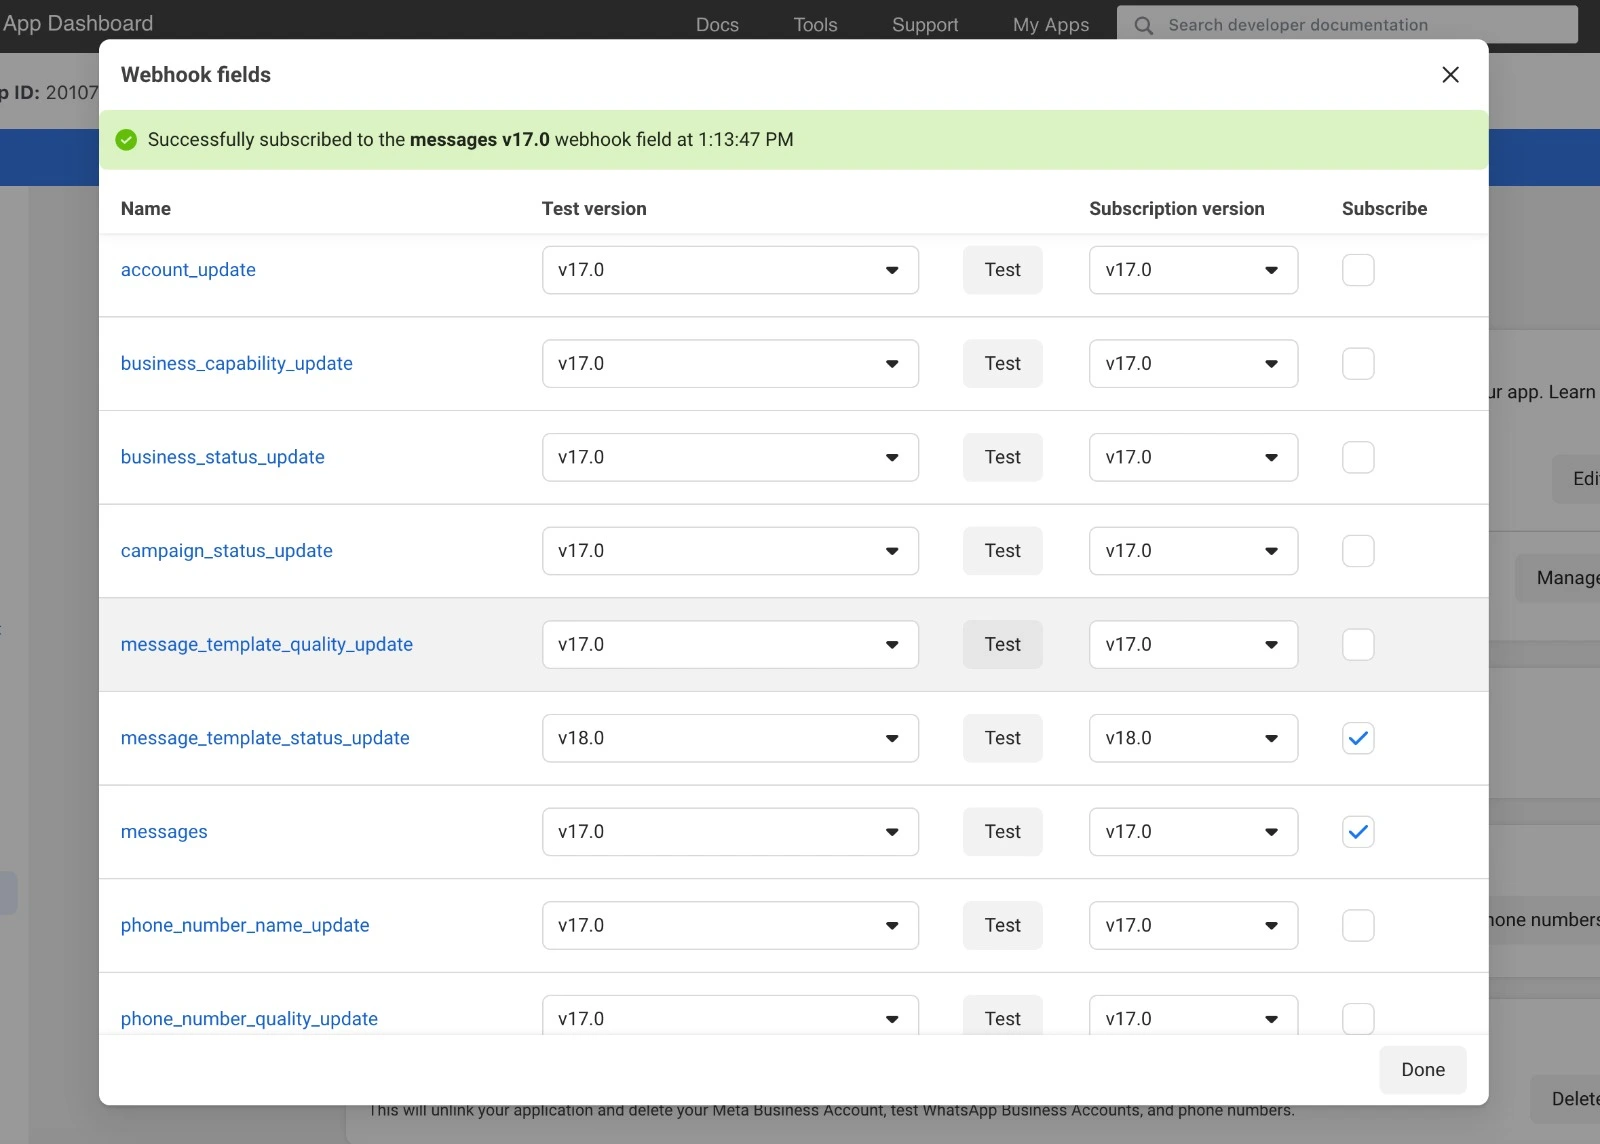 App Dashboard Docs Tools Support My Apps Search developer documentation
Webhook fields
p ID: 20107
Successfully subscribed to the messages v17.0 webhook field at 1:13:47 PM
Name Test version Subscription version Subscribe
account_update v17.0 Test v17.0
business_capability_update v17.0 Test v17.0
ur app. Learn
business_status_update v17.0 Test v17.0
Edi
campaign_status_update v17.0 Test v17.0
Manage
message_template_quality_update v17.0 Test v17.0
message_template_status_update v18.0 Test v18.0
messages v17.0 Test v17.0
phone_number_name_update v17.0 Test v17.0
hone numbers
phone_number_quality_update v17.0 Test v17.0
Done
Delete
This will unlink your application and delete your Meta Business Account, test WhatsApp Business Accounts, and phone numbers.